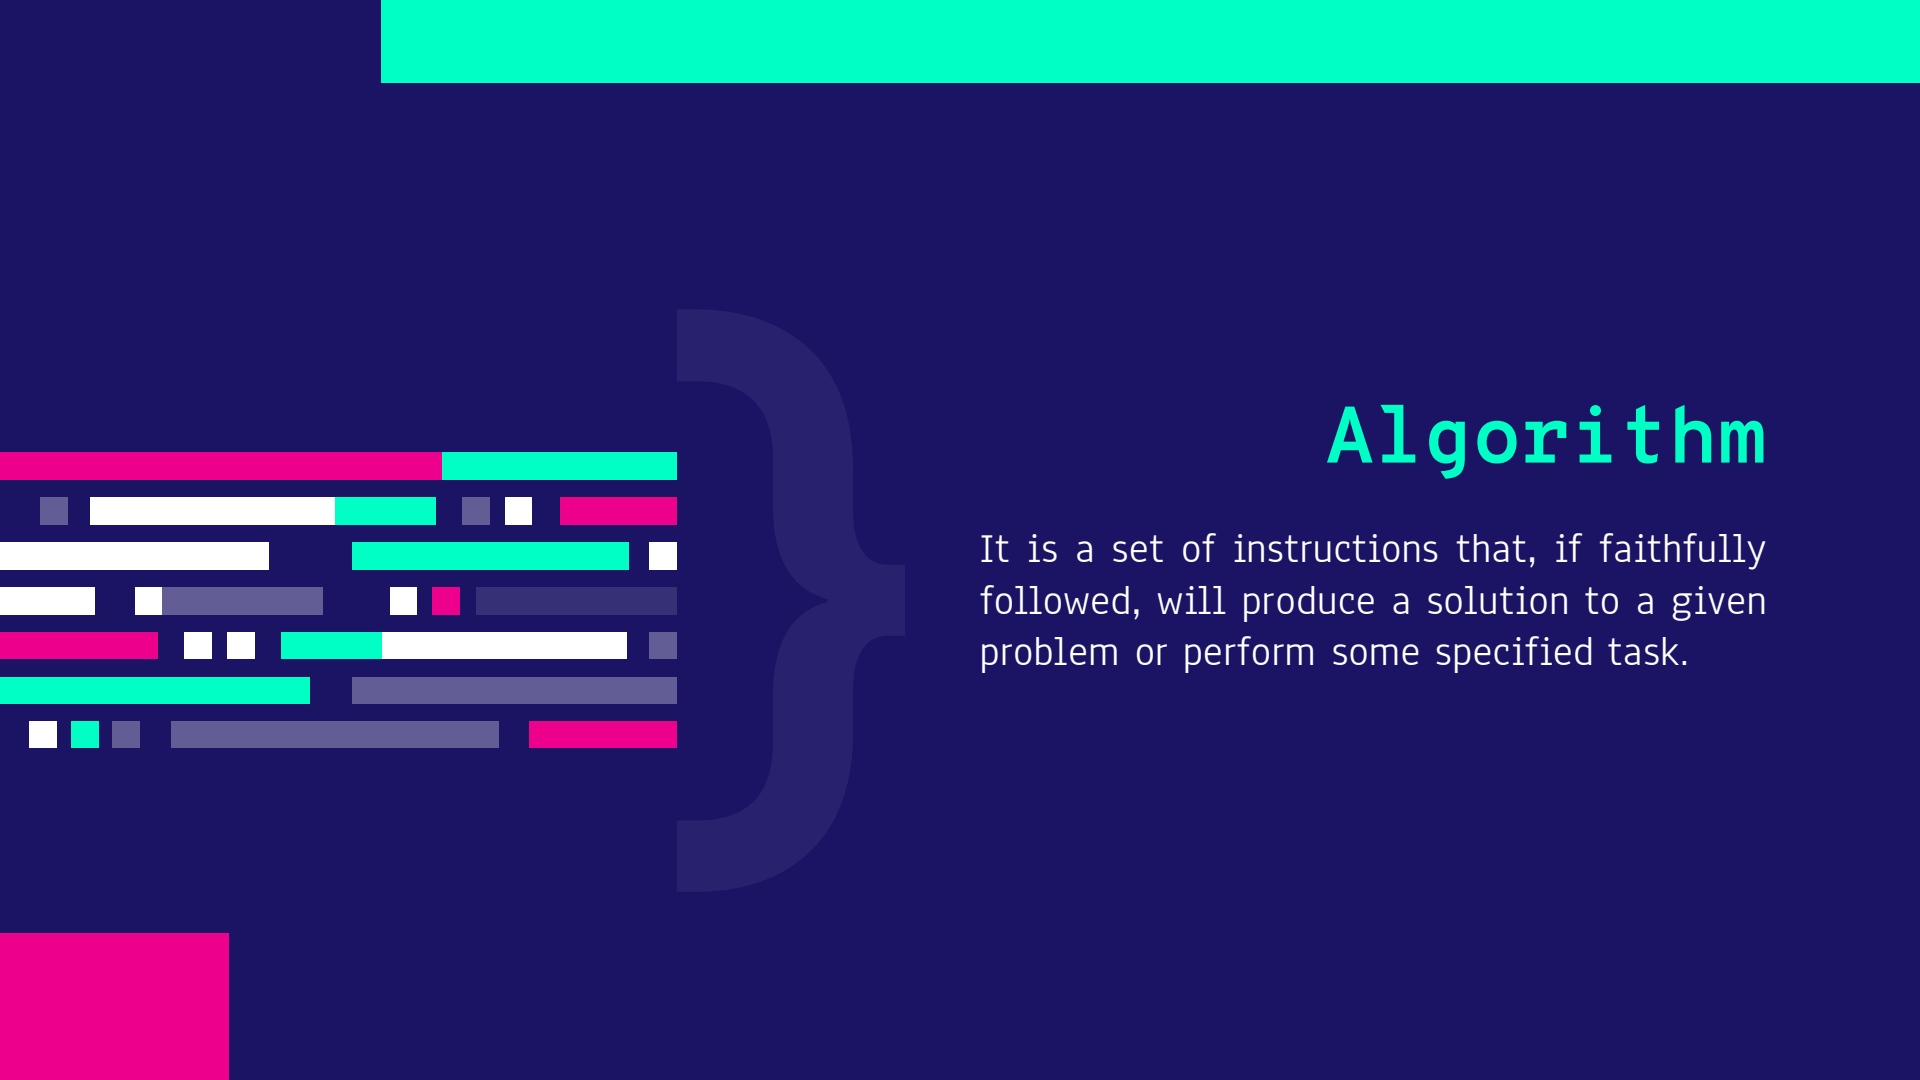 Algorithm
It is a set of instructions that, if faithfully
followed, will produce a solution to a given
problem or perform some specified task.
}